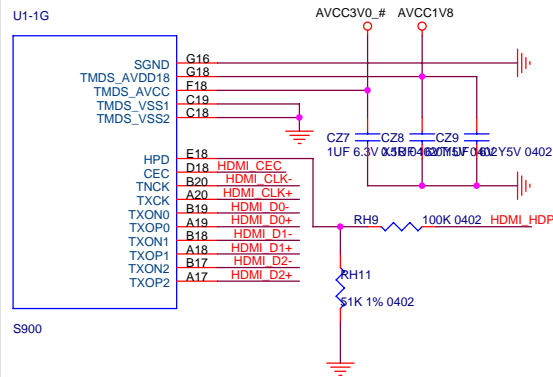 U1-1G
AVCC3V0_#
AVCC1V8
SGND
G16
TMDS_AVDD18
G18
TMDS_AVCC
F18
TMDS_VSS1
C19
TMDS_VSS2
C18
CZ7
CZ8
CZ9
1UF 6.3V
Y5V 0402
HPD
E18
CEC
D18
HDMI_CEC
TNCK
B20
HDMI_CLK-
TXCK
A20
HDMI_CLK+
TXON0
B19
HDMI_D0-
TXOP0
A19
HDMI_D0+
TXON1
B18
HDMI_D1-
TXOP1
A18
HDMI_D1+
TXON2
B17
HDMI_D2-
TXOP2
A17
HDMI_D2+
RH9
100K 0402
HDMI_HDP
RH11
51K 1% 0402
S900